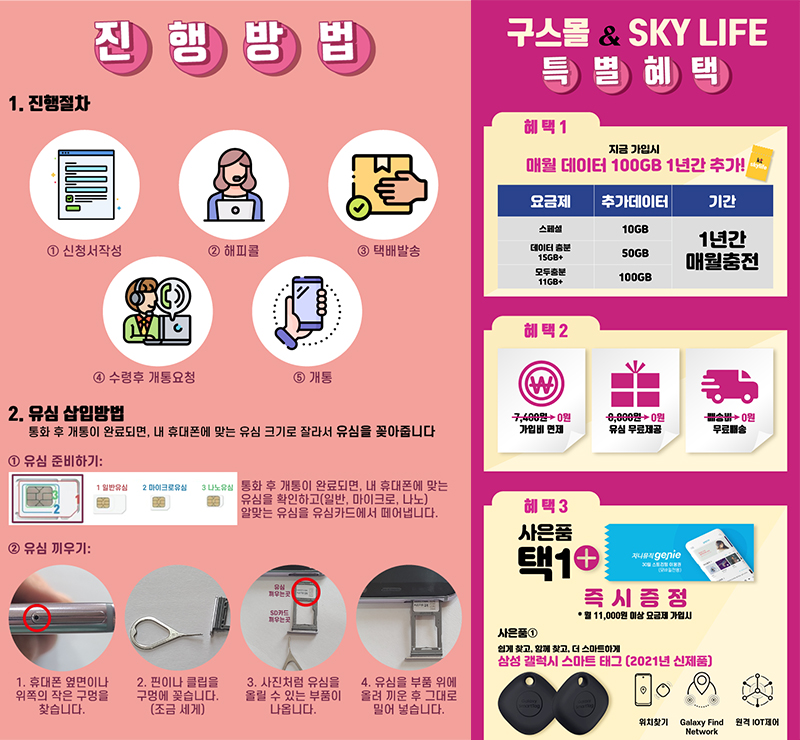 진행방법
1. 진행절차
① 신청서작성
② 해피콜
③ 택배발송
④ 수령후 개통요청
⑤ 개통
2. 유심 삽입방법
통화 후 개통이 완료되면, 내 휴대폰에 맞는 유심 크기로 잘라서 유심을 꽂아줍니다
① 유심 준비하기:
1 일반유심
2 마이크로유심
3 나노유심
1
2
3
통화 후 개통이 완료되면, 내 휴대폰에 맞는
유심을 확인하고(일반, 마이크로, 나노)
알맞는 유심을 유심카드에서 떼어냅니다.
② 유심 끼우기:
유심
끼우는곳
SD카드
끼우는곳
1. 휴대폰 옆면이나
위쪽의 작은 구멍을
찾습니다.
2. 핀이나 클립을
구멍에 꽂습니다.
(조금 세게)
3. 사진처럼 유심을
올릴 수 있는 부품이
나옵니다.
4. 유심을 부품 위에
올려 끼운 후 그대로
밀어 넣습니다.
구스몰 & SKY LIFE
특별혜택
혜택1
지금 가입시
매월 데이터 100GB 1년간 추가!
kt
요금제 추가데이터 기간
스페셜 10GB
데이터 충분
15GB+
50GB
모두충분
11GB+
100GB
1년간
매월충전
혜택2
7,400원→0원
가입비 면제
8,800원→0원
유심 무료제공
배송비→0원
무료배송
혜택3
사은품
택1+
지니뮤직 genie
30일 스트리밍 이용권
즉시증정
* 월 11,000원 이상 요금제 가입시
사은품①
쉽게 찾고, 함께 찾고, 더 스마트하게
삼성 갤럭시 스마트 태그 (2021년 신제품)
위치찾기
Galaxy Find
Network
원격 IOT제어